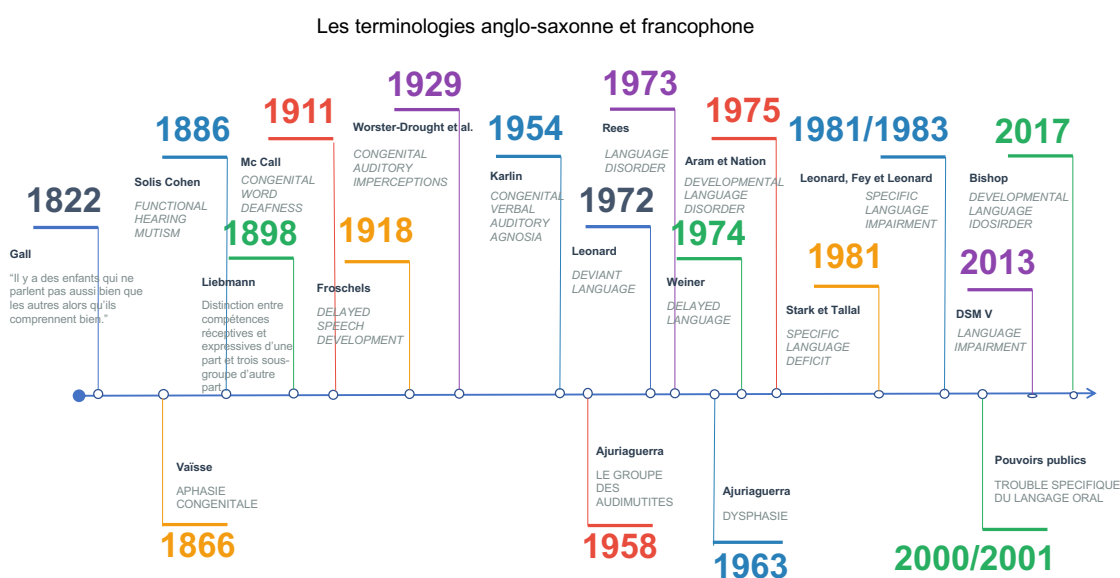 Les terminologies anglo-saxonne et francophone
1822
Gall
“Il y a des enfants qui ne
parlent pas aussi bien que
les autres alors qu’ils
comprennent bien.”
1866
Vaïsse
APHASIE
CONGENITALE
1886
Solis Cohen
FUNCTIONAL
HEARING
MUTISM
1898
Liebmann
Distinction entre
compétences
réceptives et
expressives d’une
part et trois sous-
groupe d’autre
part
1911
Mc Call
CONGENITAL
WORD
DEAFNESS
1918
Froschels
DELAYED
SPEECH
DEVELOPMENT
1929
Worster-Drought et al.
CONGENITAL
AUDITORY
IMPERCEPTIONS
1954
Karlin
CONGENITAL
VERBAL
AUDITORY
AGNOSIA
Ajuriaguerra
LE GROUPE
DES
AUDIMUTITES
1958
Ajuriaguerra
DYSPHASIE
1963
1972
Leonard
DEVIANT
LANGUAGE
1973
Rees
LANGUAGE
DISORDER
1974
Weiner
DELAYED
LANGUAGE
1975
Aram et Nation
DEVELOPMENTAL
LANGUAGE
DISORDER
1981
Stark et Tallal
SPECIFIC
LANGUAGE
DEFICIT
1981/1983
Leonard, Fey et Leonard
SPECIFIC
LANGUAGE
IMPAIRMENT
Pouvoirs publics
TROUBLE SPECIFIQUE
DU LANGAGE ORAL
2000/2001
2013
DSM V
LANGUAGE
IMPAIRMENT
2017
Bishop
DEVELOPMENTAL
LANGUAGE
IDOSIRDER